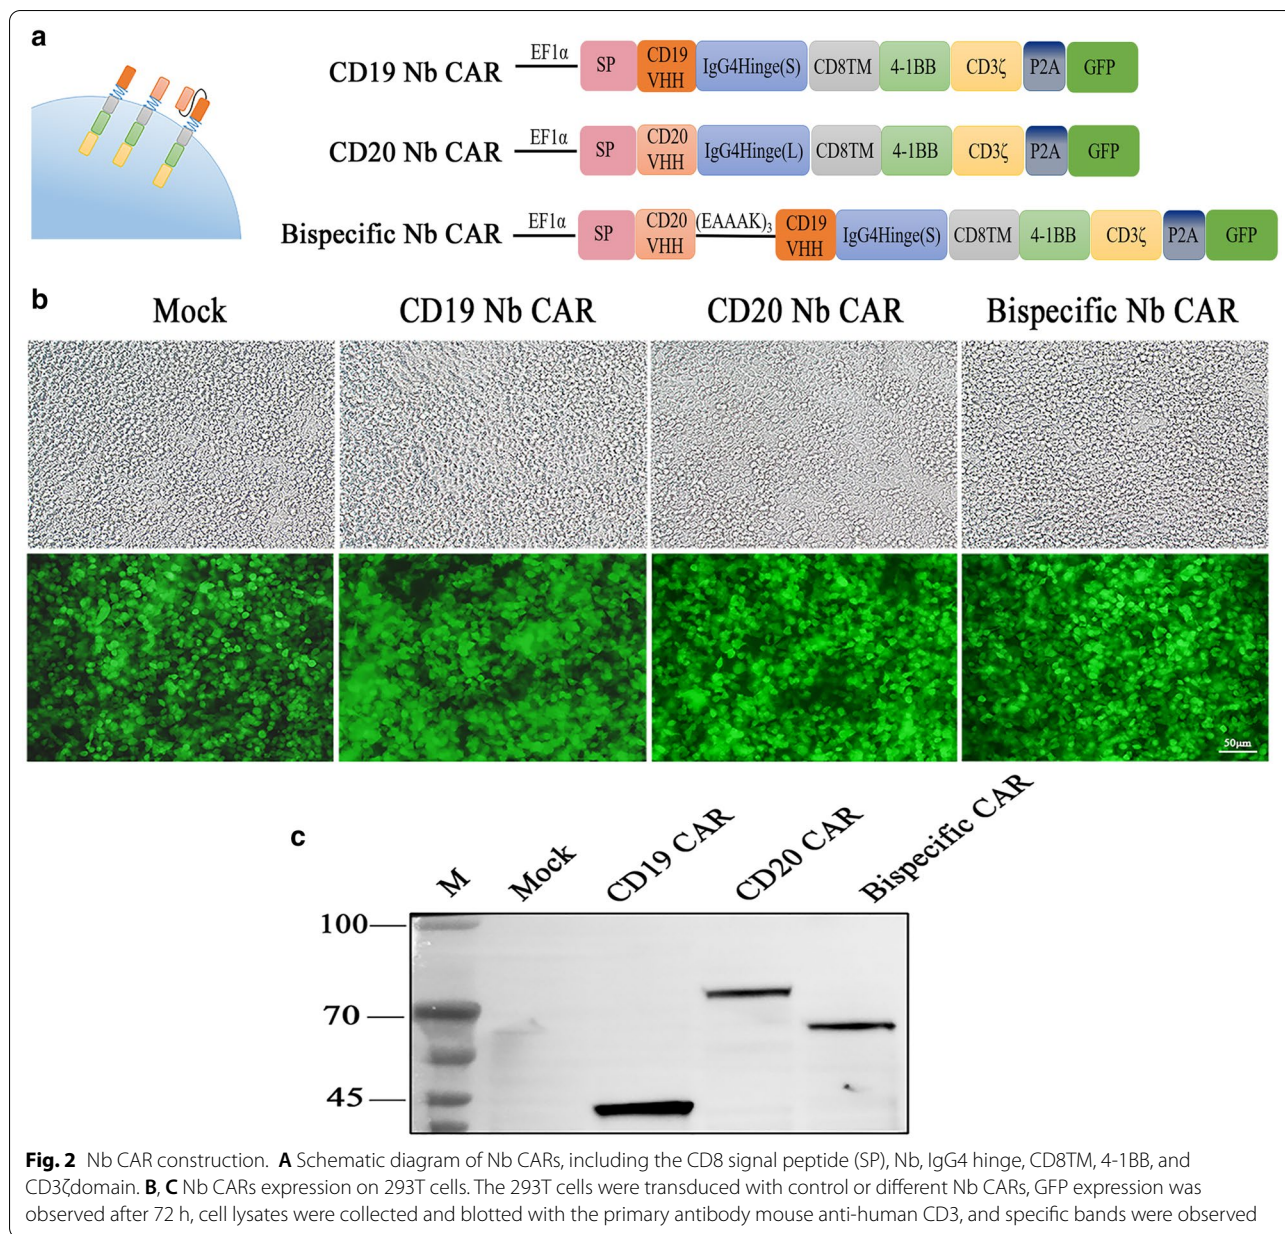 a
CD19 Nb CAR EF1α SP CD19 VHH IgG4Hinge(S) CD8TM 4-1BB CD3ζ P2A GFP
CD20 Nb CAR EF1α SP CD20 VHH IgG4Hinge(L) CD8TM 4-1BB CD3ζ P2A GFP
Bispecific Nb CAR EF1α SP CD20 VHH (EAAAK)₃ CD19 VHH IgG4Hinge(S) CD8TM 4-1BB CD3ζ P2A GFP
b
Mock CD19 Nb CAR CD20 Nb CAR Bispecific Nb CAR
50μm
c
M Mock CD19 CAR CD20 CAR Bispecific CAR
100
70
45
Fig. 2 Nb CAR construction. A Schematic diagram of Nb CARs, including the CD8 signal peptide (SP), Nb, IgG4 hinge, CD8TM, 4-1BB, and
CD3ζdomain. B, C Nb CARs expression on 293T cells. The 293T cells were transduced with control or different Nb CARs, GFP expression was
observed after 72 h, cell lysates were collected and blotted with the primary antibody mouse anti-human CD3, and specific bands were observed